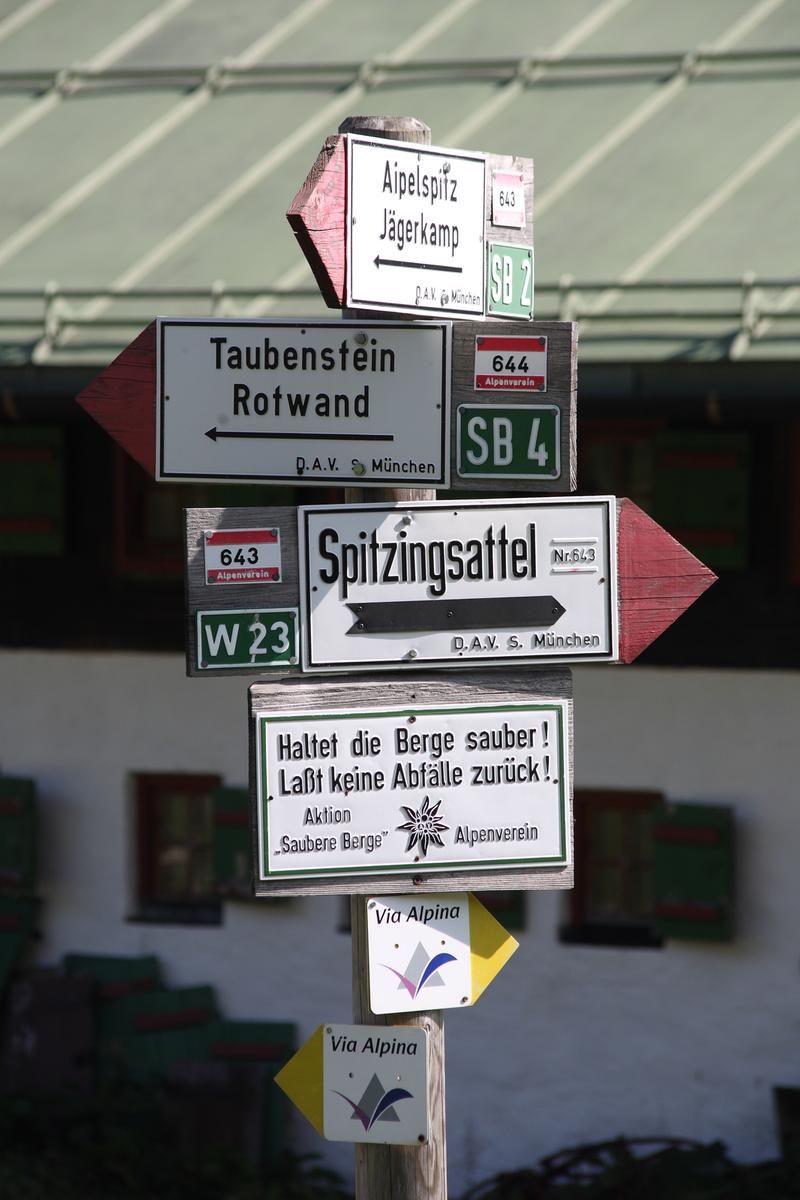 Aipelspitz
Jägerkamp
D.A.V. s. München
643
SB 2
Taubenstein
Rotwand
D.A.V. s. München
644
Alpenverein
SB 4
643
Alpenverein
W 23
Spitzingsattel
Nr.643
D.A.V. s. München
Haltet die Berge sauber!
Laßt keine Abfälle zurück!
Aktion
„Saubere Berge" Alpenverein
Via Alpina
Via Alpina